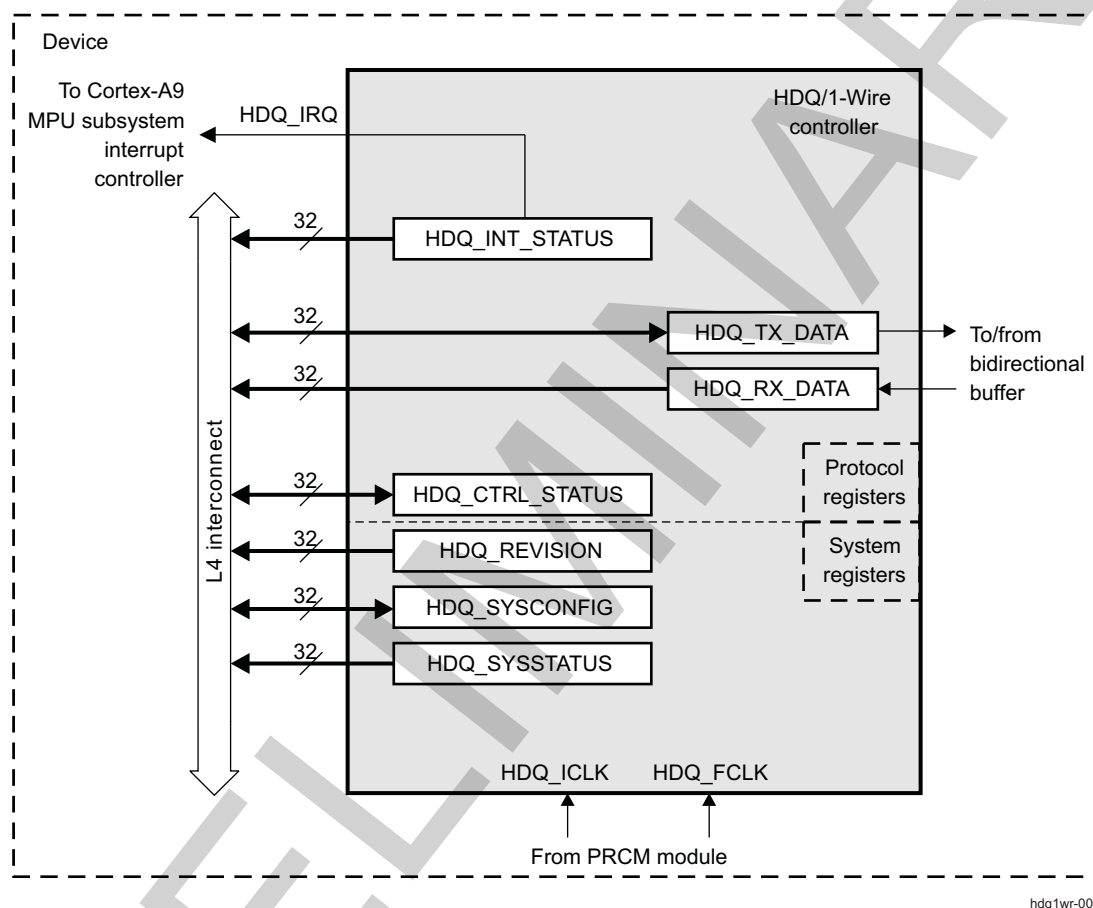 Device
To Cortex-A9
MPU subsystem
interrupt
controller
HDQ_IRQ
HDQ/1-Wire
controller
32
HDQ_INT_STATUS
32
HDQ_TX_DATA
To/from
bidirectional
buffer
32
HDQ_RX_DATA
L4 interconnect
Protocol
registers
32
HDQ_CTRL_STATUS
32
HDQ_REVISION
System
registers
32
HDQ_SYSCONFIG
32
HDQ_SYSSTATUS
HDQ_ICLK
HDQ_FCLK
From PRCM module
hdq1wr-00